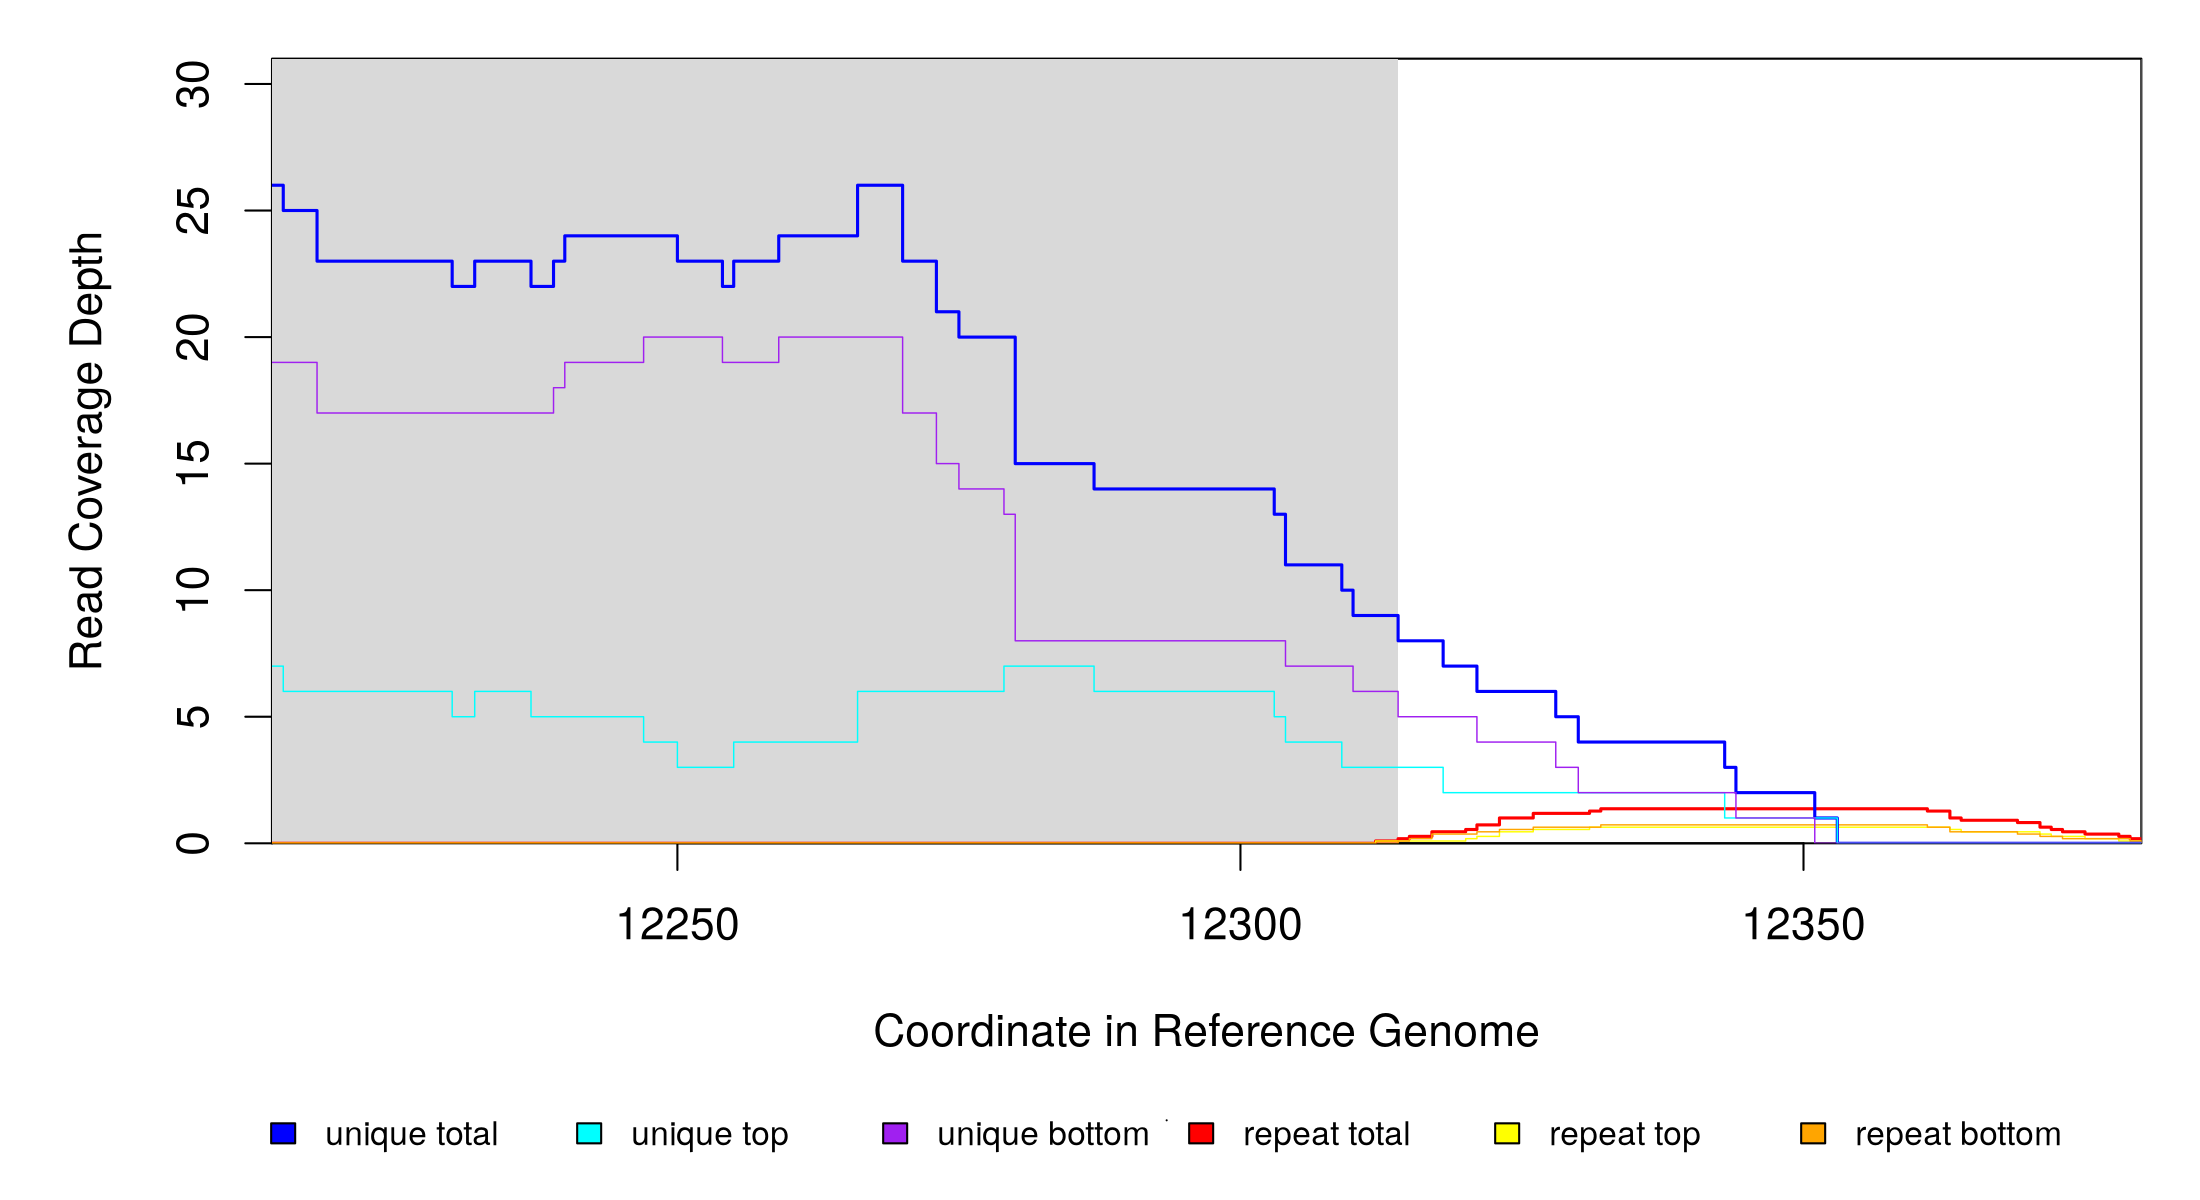 30
25
20
15
10
5
0
Read Coverage Depth
12250 12300 12350
Coordinate in Reference Genome
unique total unique top unique bottom repeat total repeat top repeat bottom